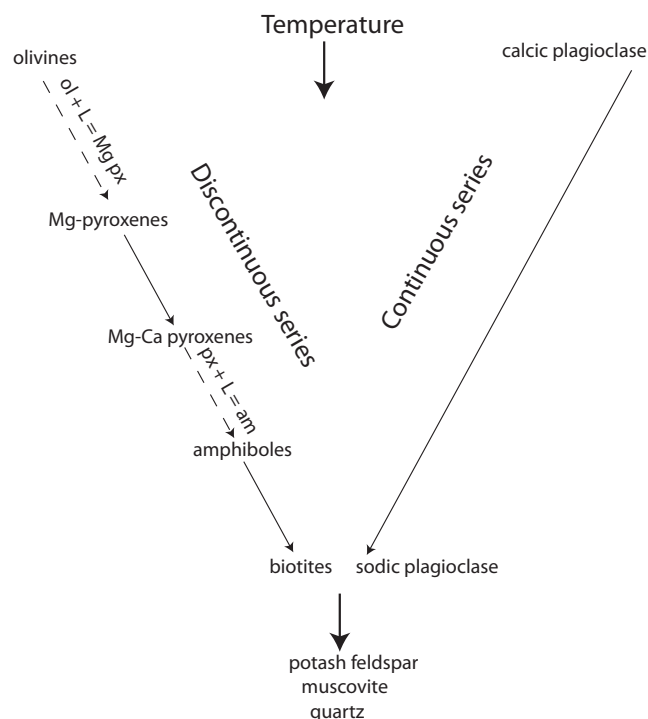 Temperature
olivines
calcic plagioclase
ol + L = Mg px
Mg-pyroxenes
Discontinuous series
Continuous series
Mg-Ca pyroxenes
px + L = am
amphiboles
biotites
sodic plagioclase
potash feldspar
muscovite
quartz